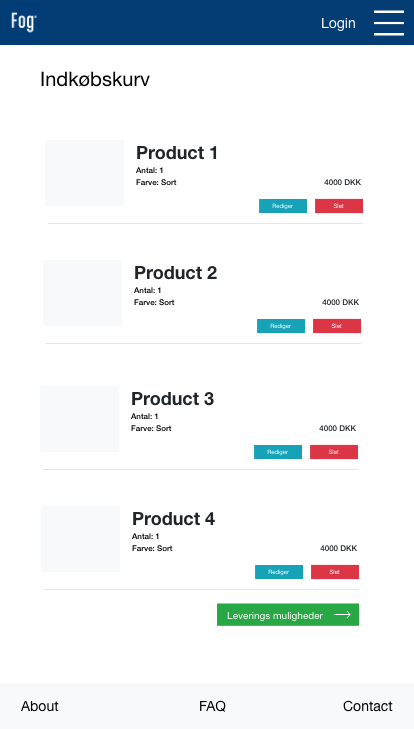 Fog
Login
Indkøbskurv
Product 1
Antal: 1
Farve: Sort
4000 DKK
Rediger
Slet
Product 2
Antal: 1
Farve: Sort
4000 DKK
Rediger
Slet
Product 3
Antal: 1
Farve: Sort
4000 DKK
Rediger
Slet
Product 4
Antal: 1
Farve: Sort
4000 DKK
Rediger
Slet
Leverings muligheder
About
FAQ
Contact